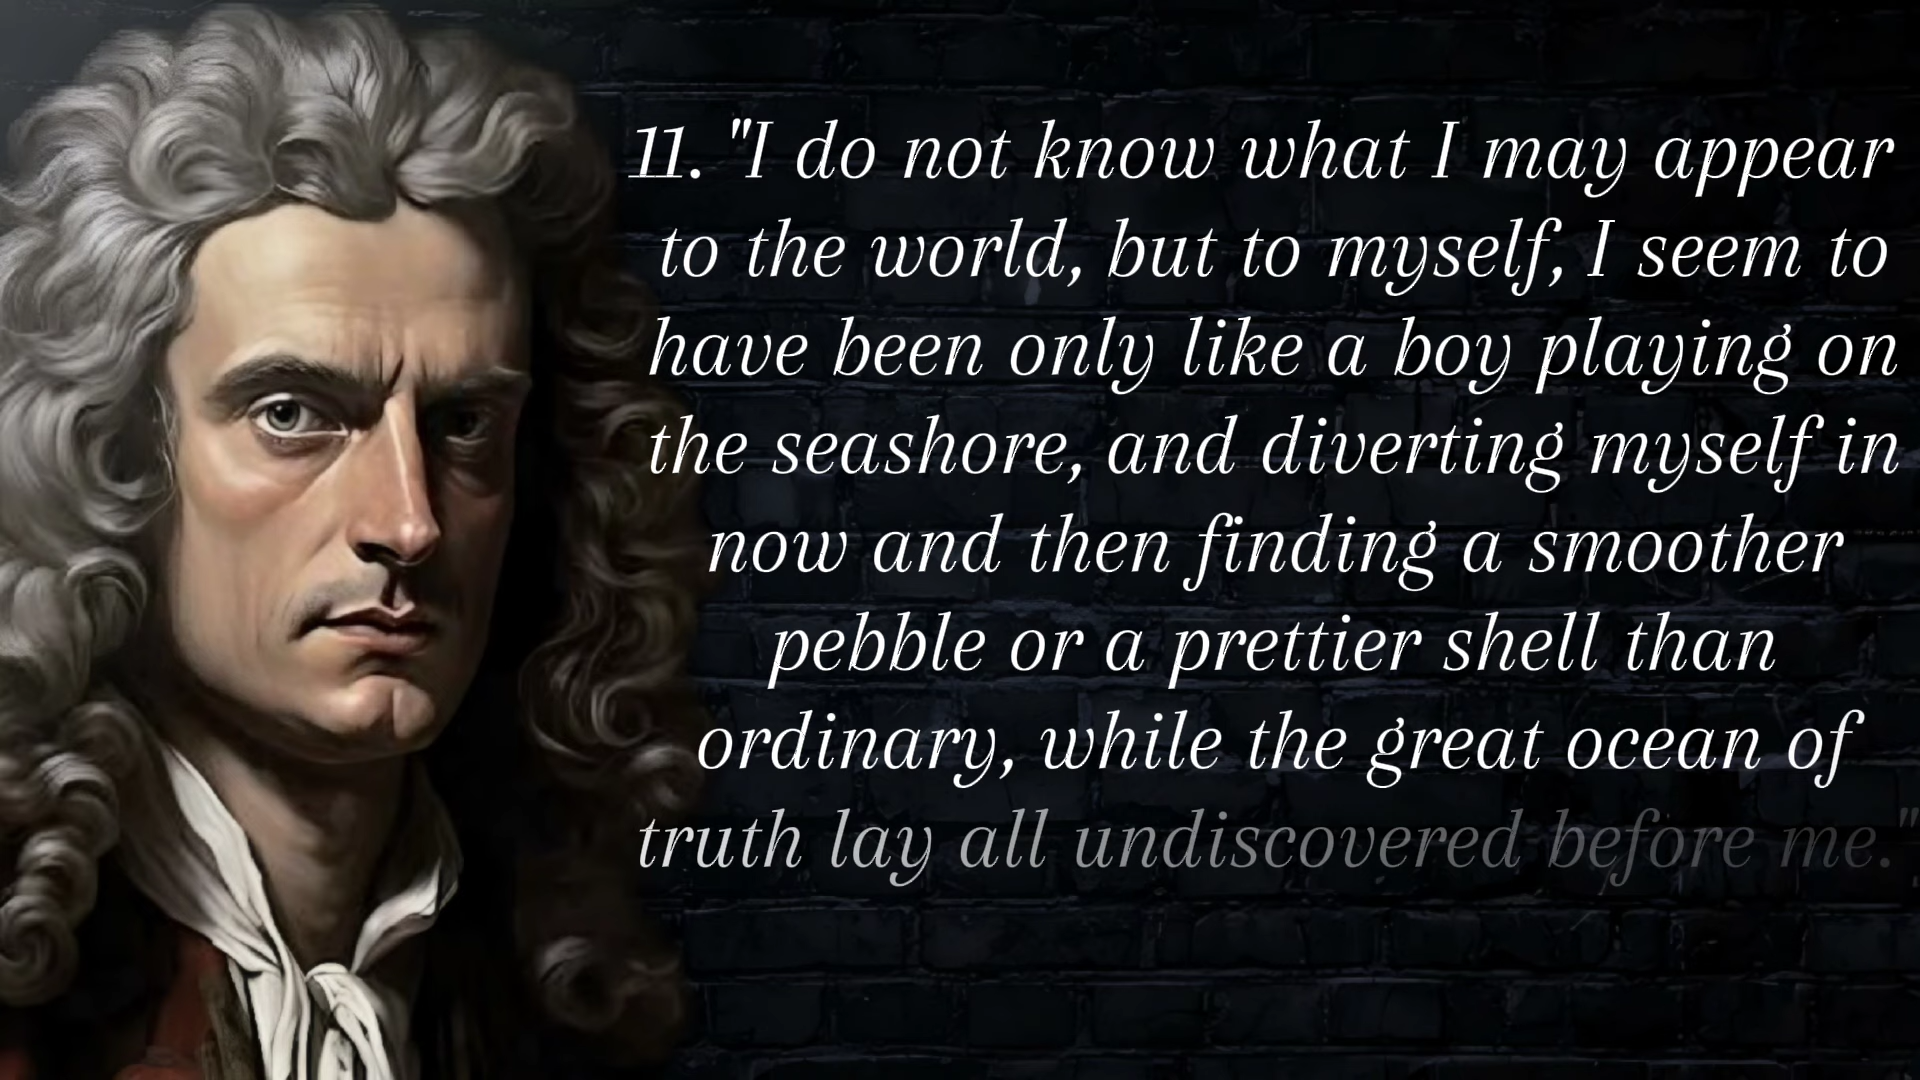 11. "I do not know what I may appear
to the world, but to myself, I seem to
have been only like a boy playing on
the seashore, and diverting myself in
now and then finding a smoother
pebble or a prettier shell than
ordinary, while the great ocean of
truth lay all undiscovered before me."